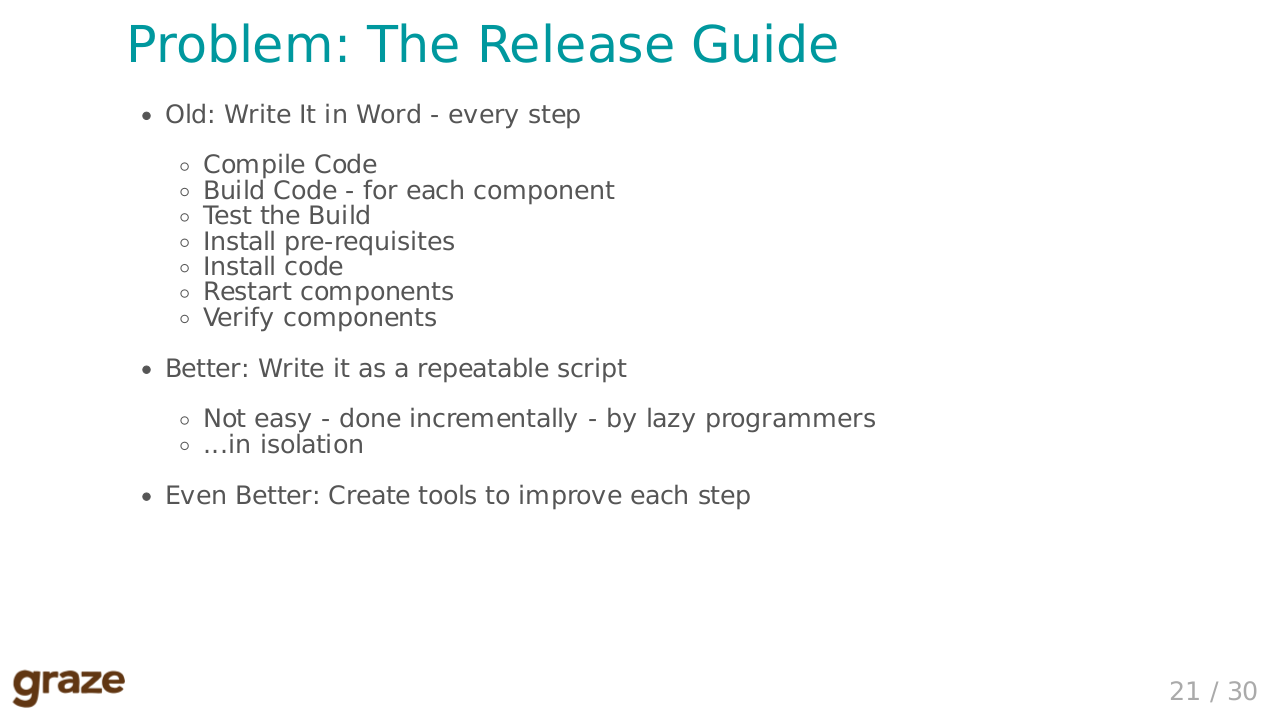 Problem: The Release Guide
Old: Write It in Word - every step
Compile Code
Build Code - for each component
Test the Build
Install pre-requisites
Install code
Restart components
Verify components
Better: Write it as a repeatable script
Not easy - done incrementally - by lazy programmers
...in isolation
Even Better: Create tools to improve each step
graze
21 / 30